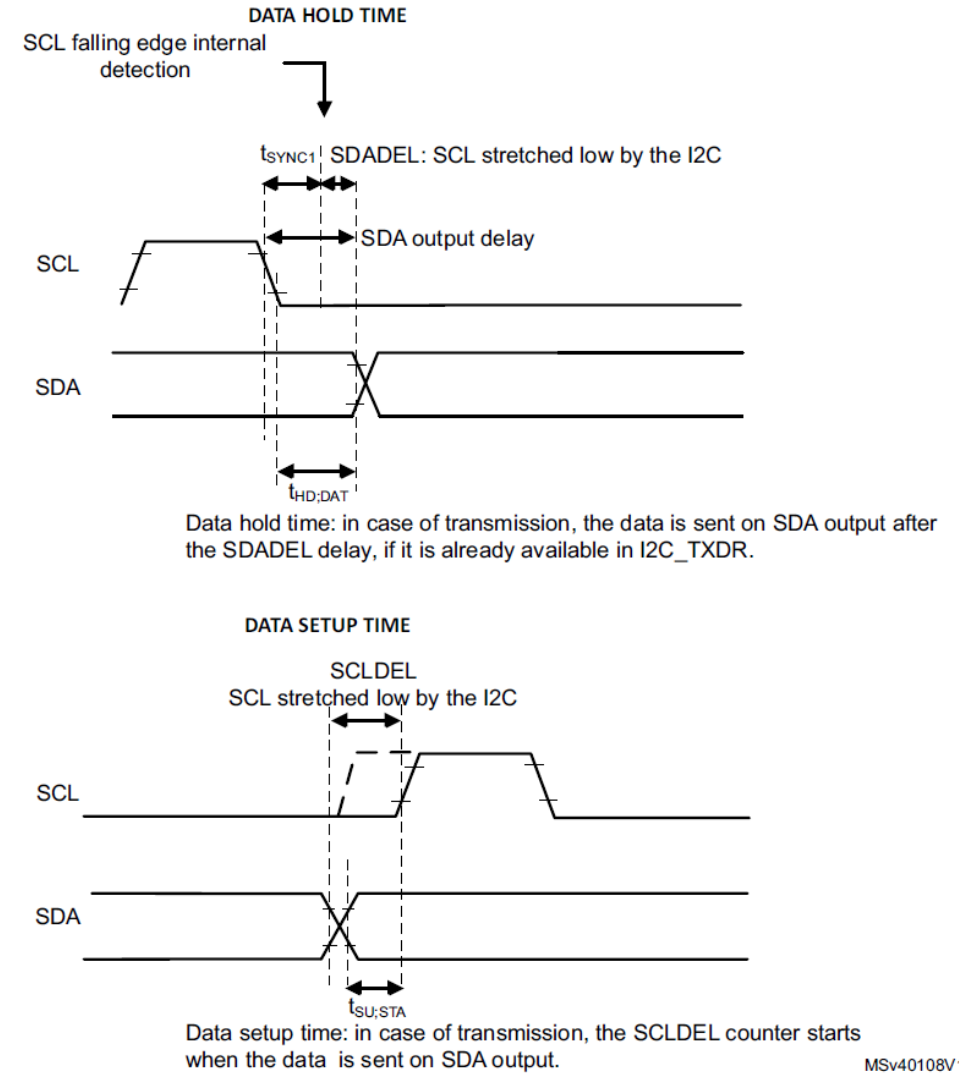 DATA HOLD TIME
SCL falling edge internal
detection
tSYNC1 SDADEL: SCL stretched low by the I2C
SDA output delay
SCL
SDA
tHD;DAT
Data hold time: in case of transmission, the data is sent on SDA output after
the SDADEL delay, if it is already available in I2C_TXDR.
DATA SETUP TIME
SCLDEL
SCL stretched low by the I2C
SCL
SDA
tSU;STA
Data setup time: in case of transmission, the SCLDEL counter starts
when the data is sent on SDA output.
MSv40108V1